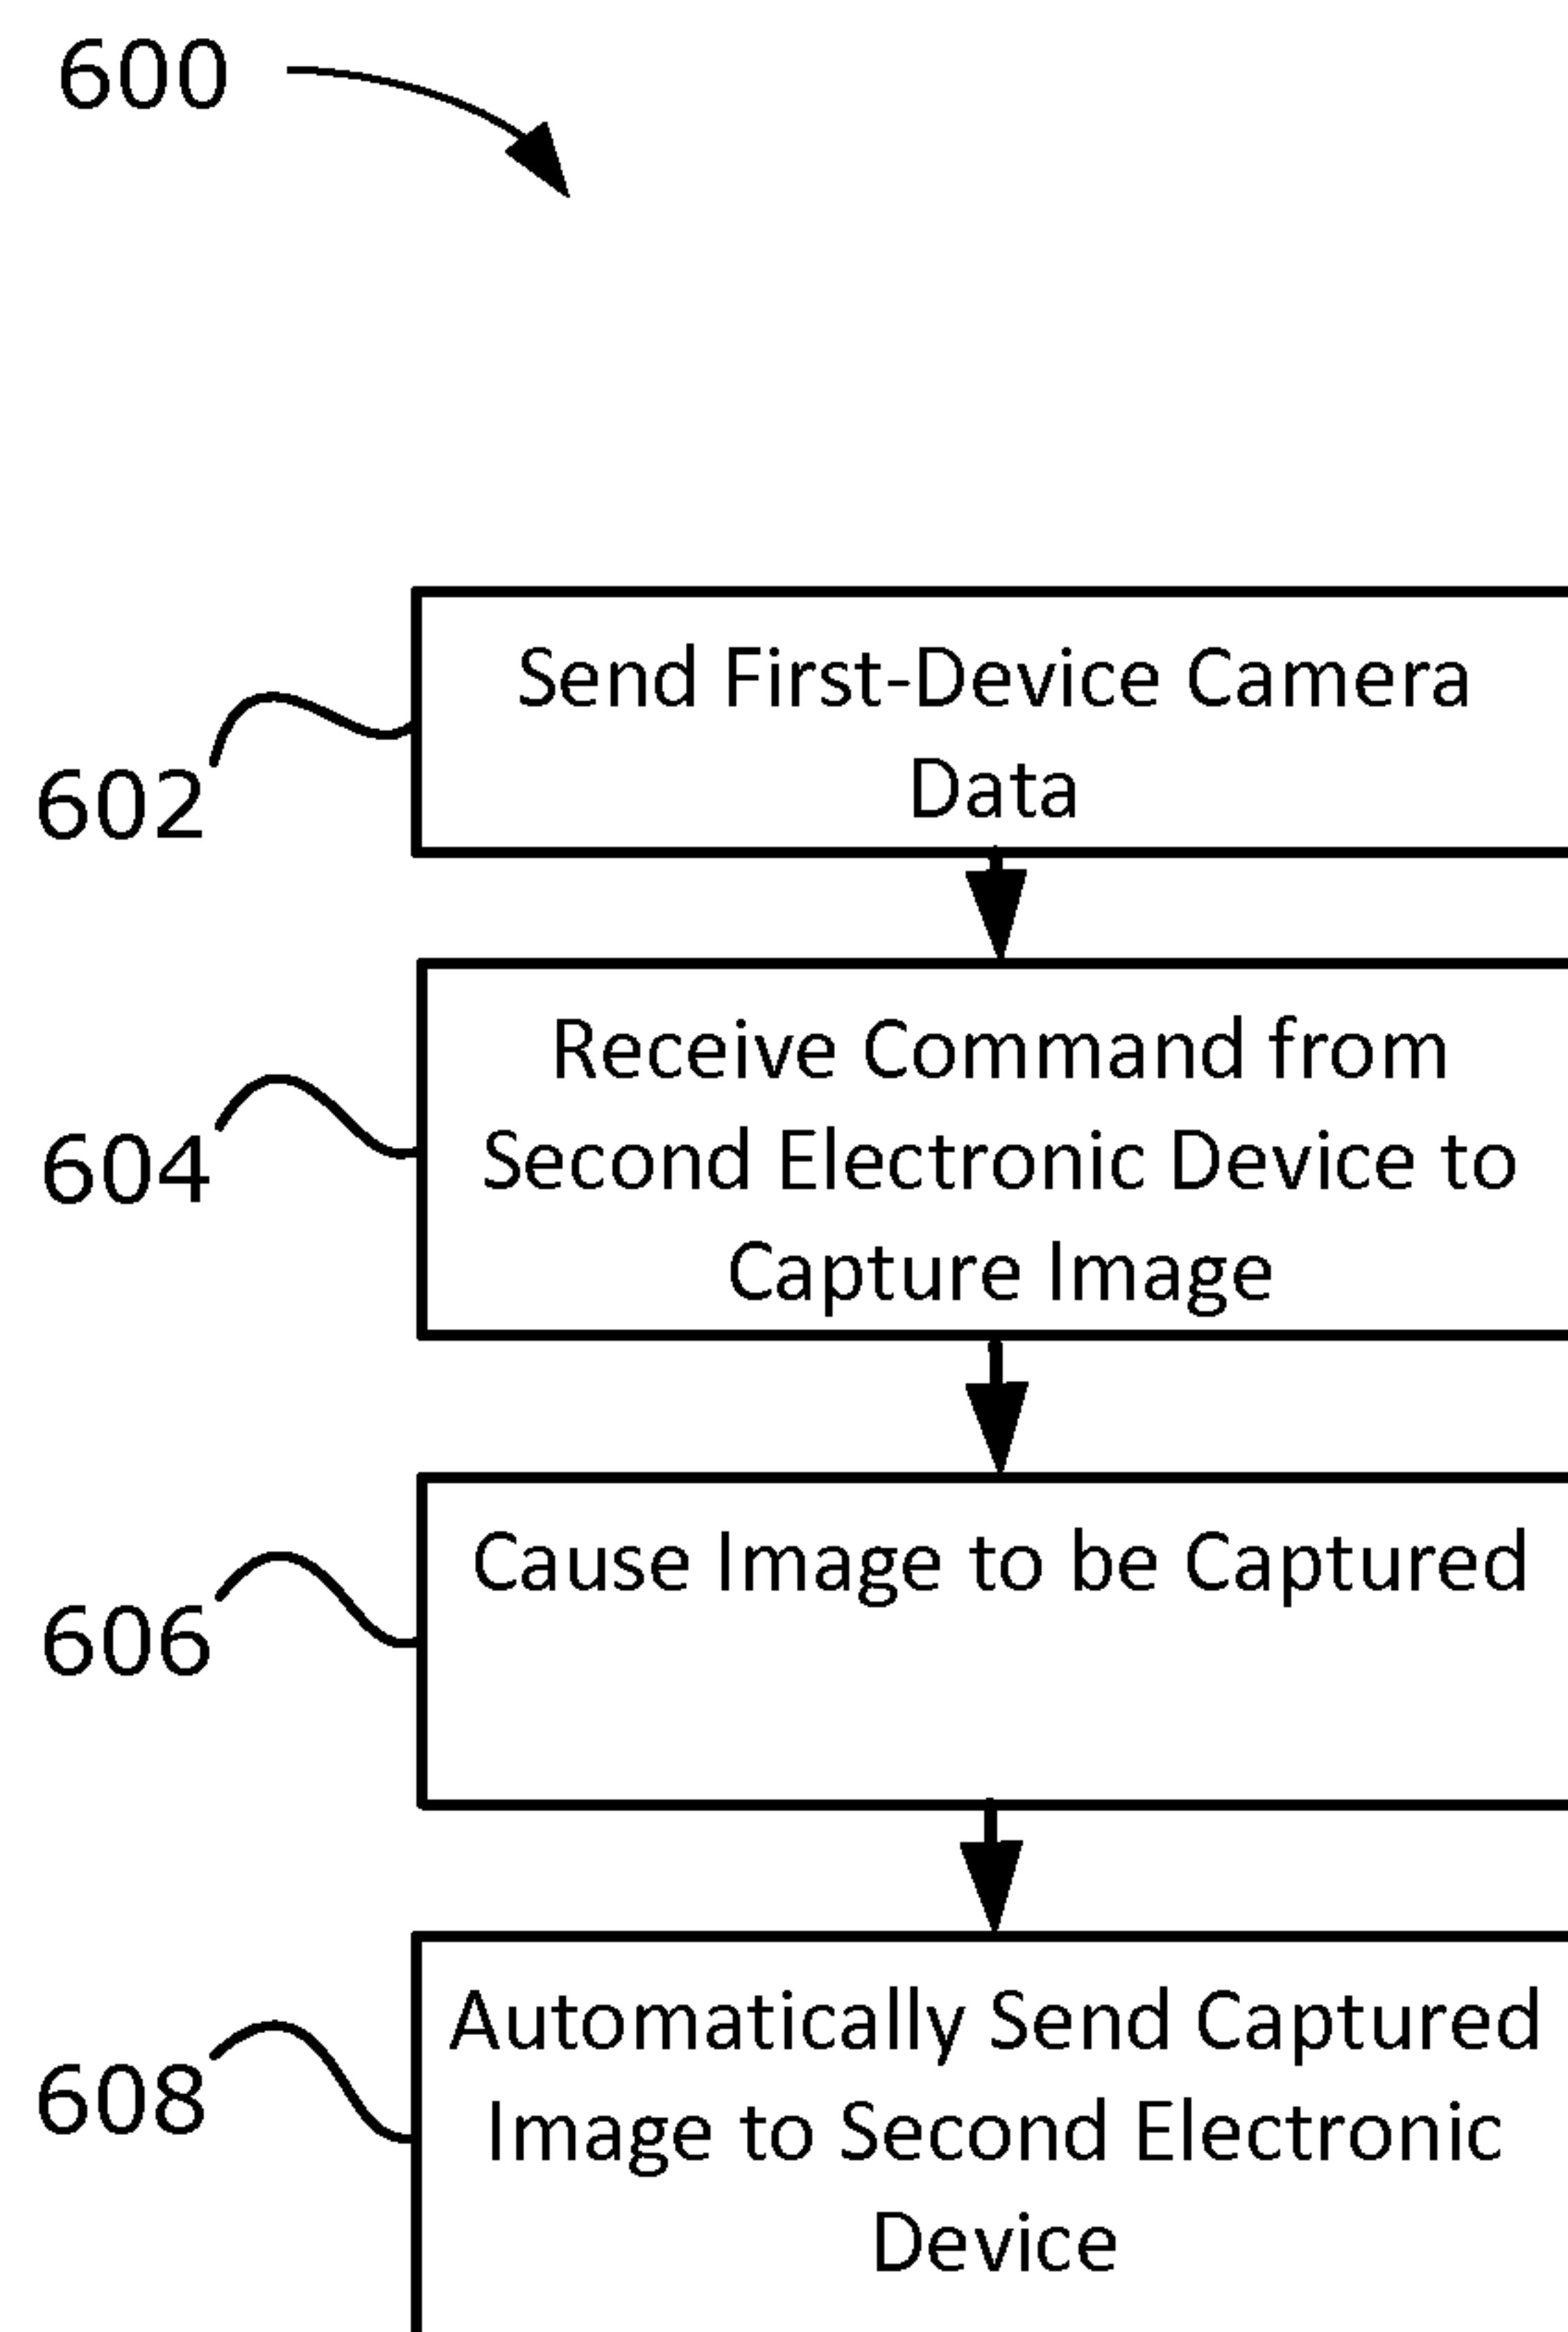 600
602
Send First-Device Camera
Data
604
Receive Command from
Second Electronic Device to
Capture Image
606
Cause Image to be Captured
608
Automatically Send Captured
Image to Second Electronic
Device